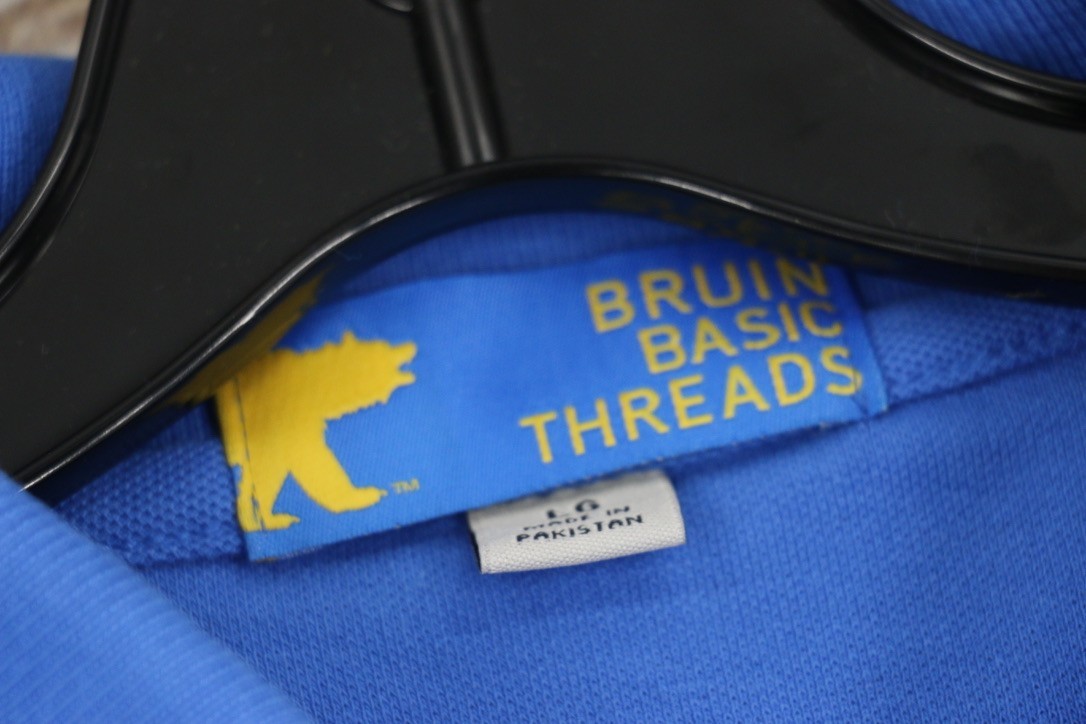 BRUIN
BASIC
THREADS
TM
LG
MADE IN
PAKISTAN